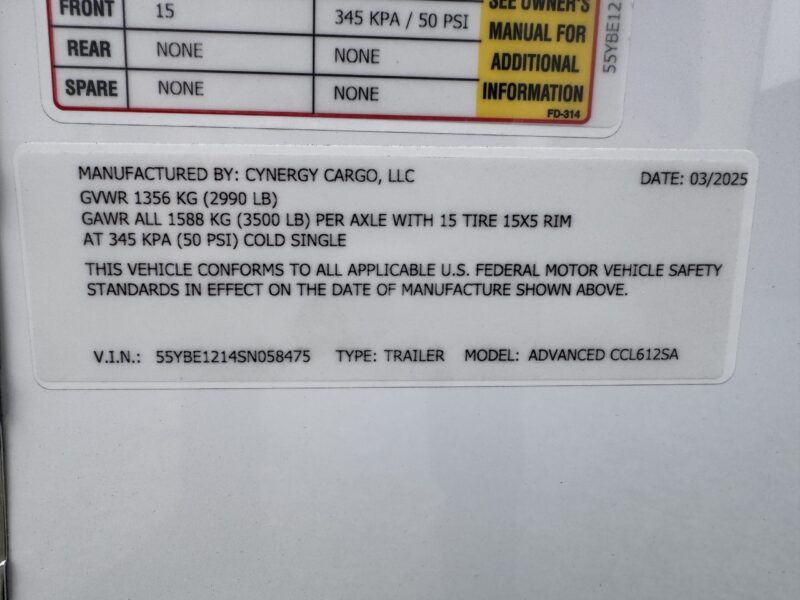 SEE OWNER'S
FRONT 15 345 KPA / 50 PSI
MANUAL FOR
REAR NONE NONE
ADDITIONAL
SPARE NONE NONE
INFORMATION
FD-314
55YBE12
MANUFACTURED BY: CYNERGY CARGO, LLC DATE: 03/2025
GVWR 1356 KG (2990 LB)
GAWR ALL 1588 KG (3500 LB) PER AXLE WITH 15 TIRE 15X5 RIM
AT 345 KPA (50 PSI) COLD SINGLE
THIS VEHICLE CONFORMS TO ALL APPLICABLE U.S. FEDERAL MOTOR VEHICLE SAFETY
STANDARDS IN EFFECT ON THE DATE OF MANUFACTURE SHOWN ABOVE.
V.I.N.: 55YBE1214SN058475 TYPE: TRAILER MODEL: ADVANCED CCL612SA